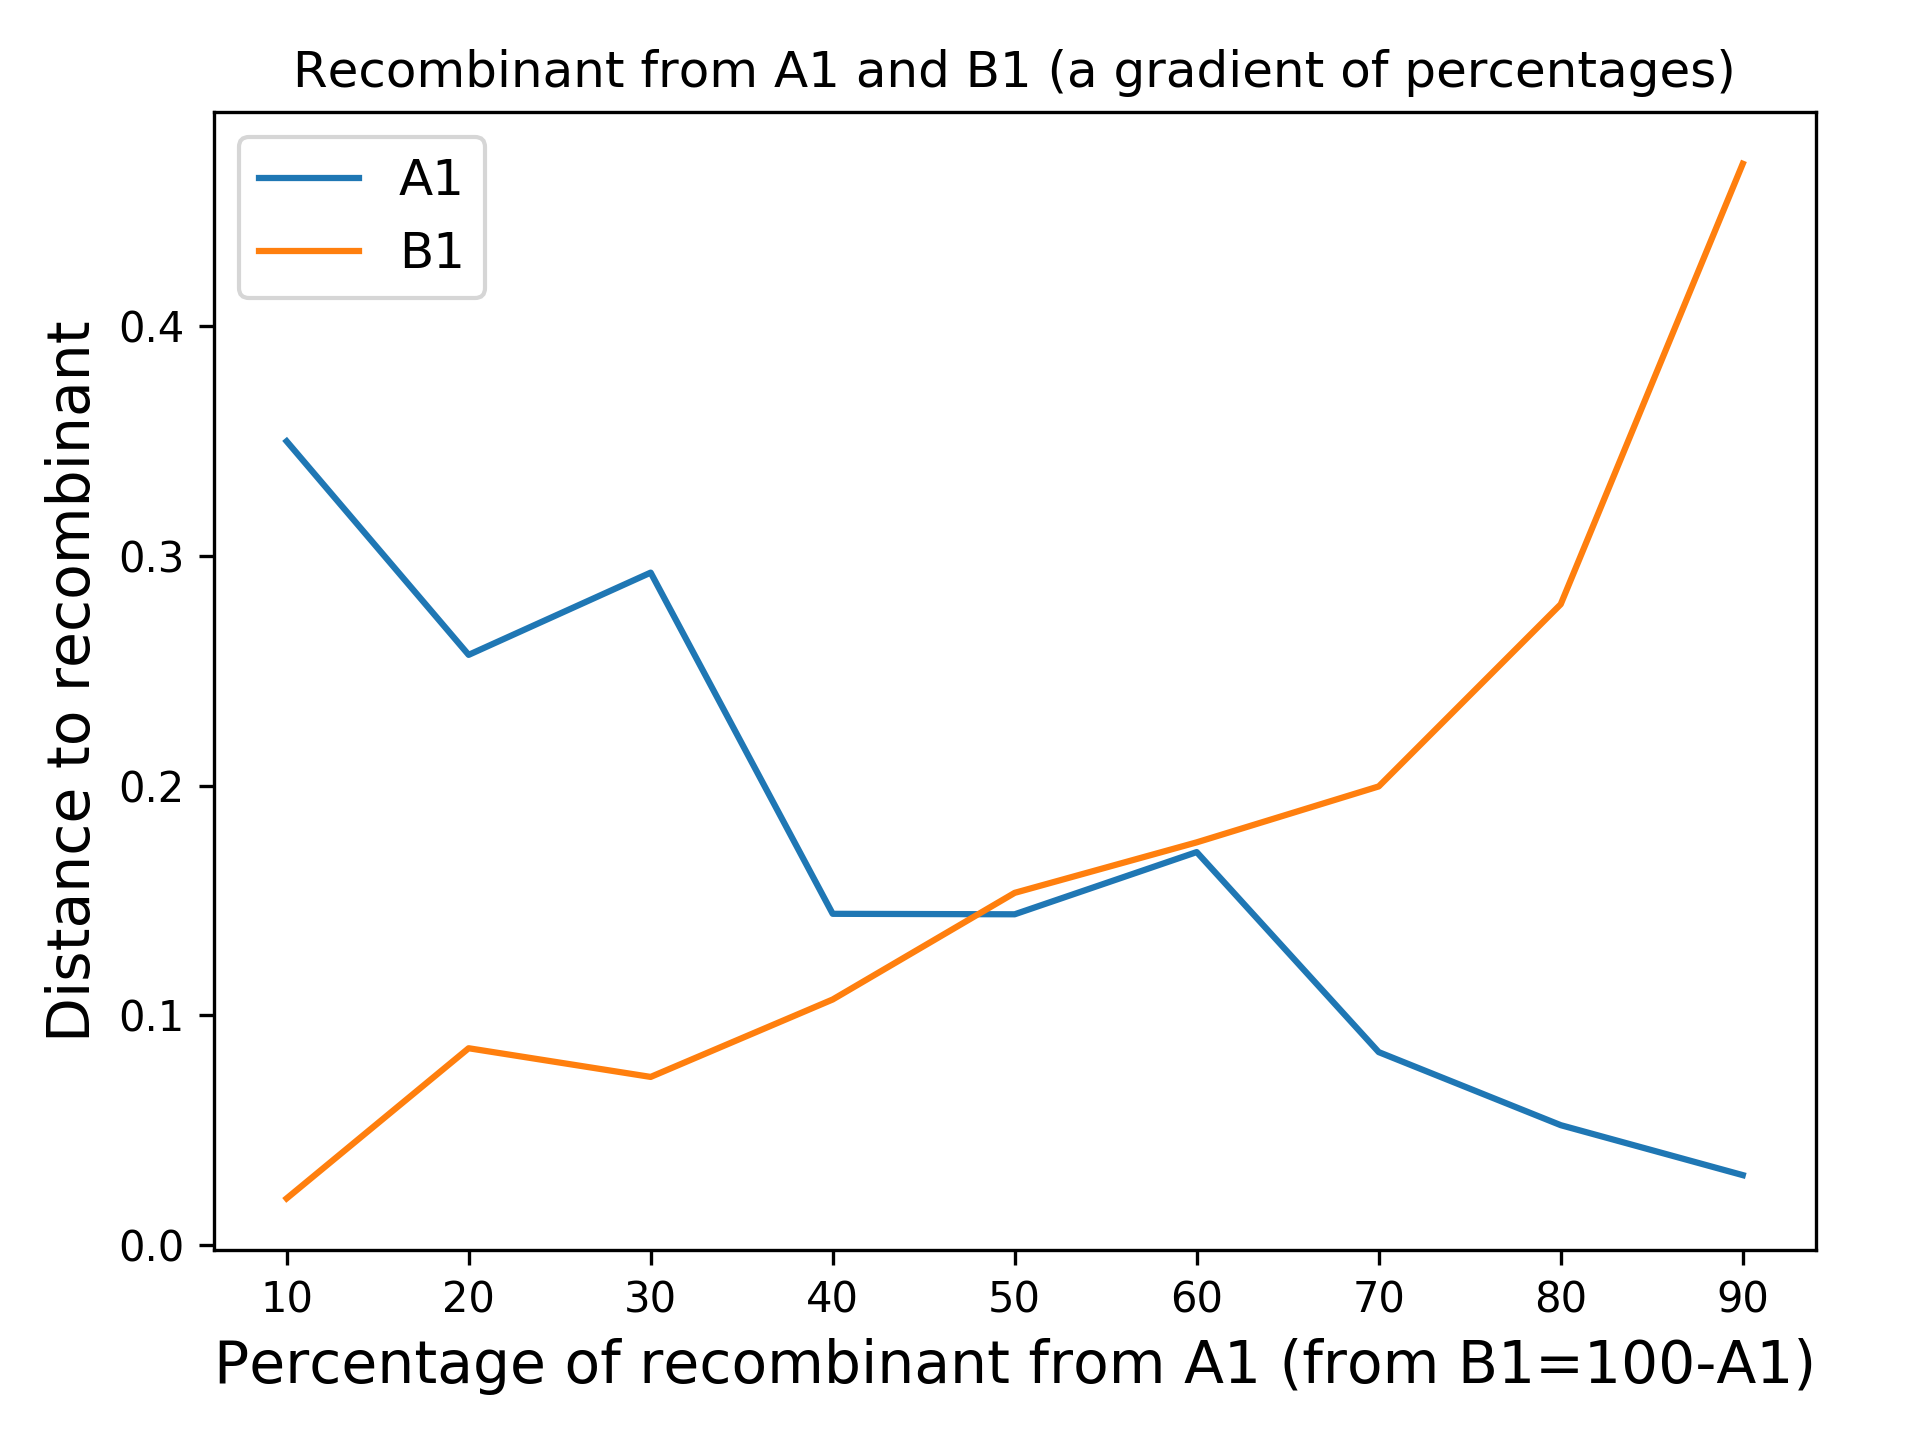 Recombinant from A1 and B1 (a gradient of percentages)
A1
B1
Distance to recombinant
0.4
0.3
0.2
0.1
0.0
10 20 30 40 50 60 70 80 90
Percentage of recombinant from A1 (from B1=100-A1)